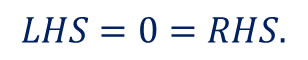 LHS = 0 = RHS.